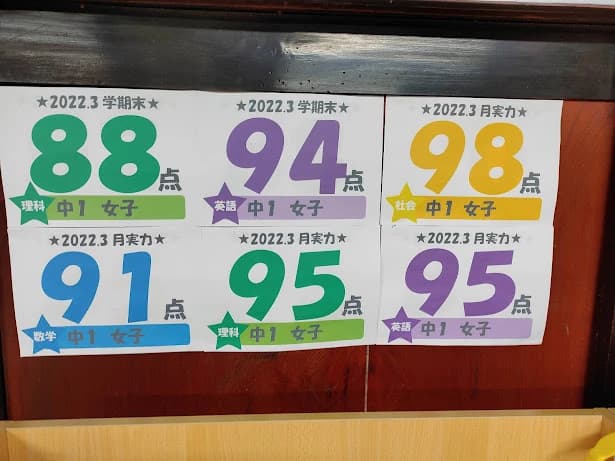 ★2022.3 学期末★
88点
理科 中1 女子
★2022.3 学期末★
94点
英語 中1 女子
★2022.3 月実力★
98点
社会 中1 女子
★2022.3 月実力★
91点
数学 中1 女子
★2022.3 月実力★
95点
理科 中1 女子
★2022.3 月実力★
95点
英語 中1 女子